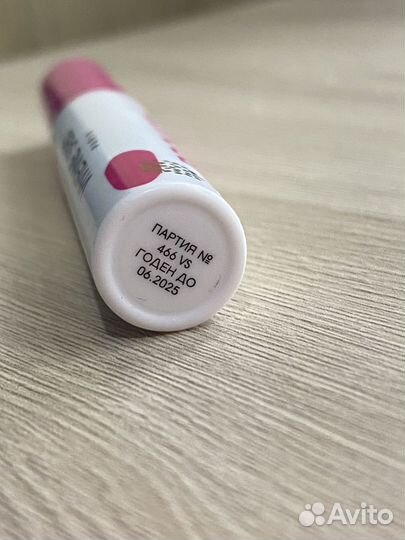 ПАРТИЯ №
466 VS
ГОДЕН ДО
06.2025
Avito